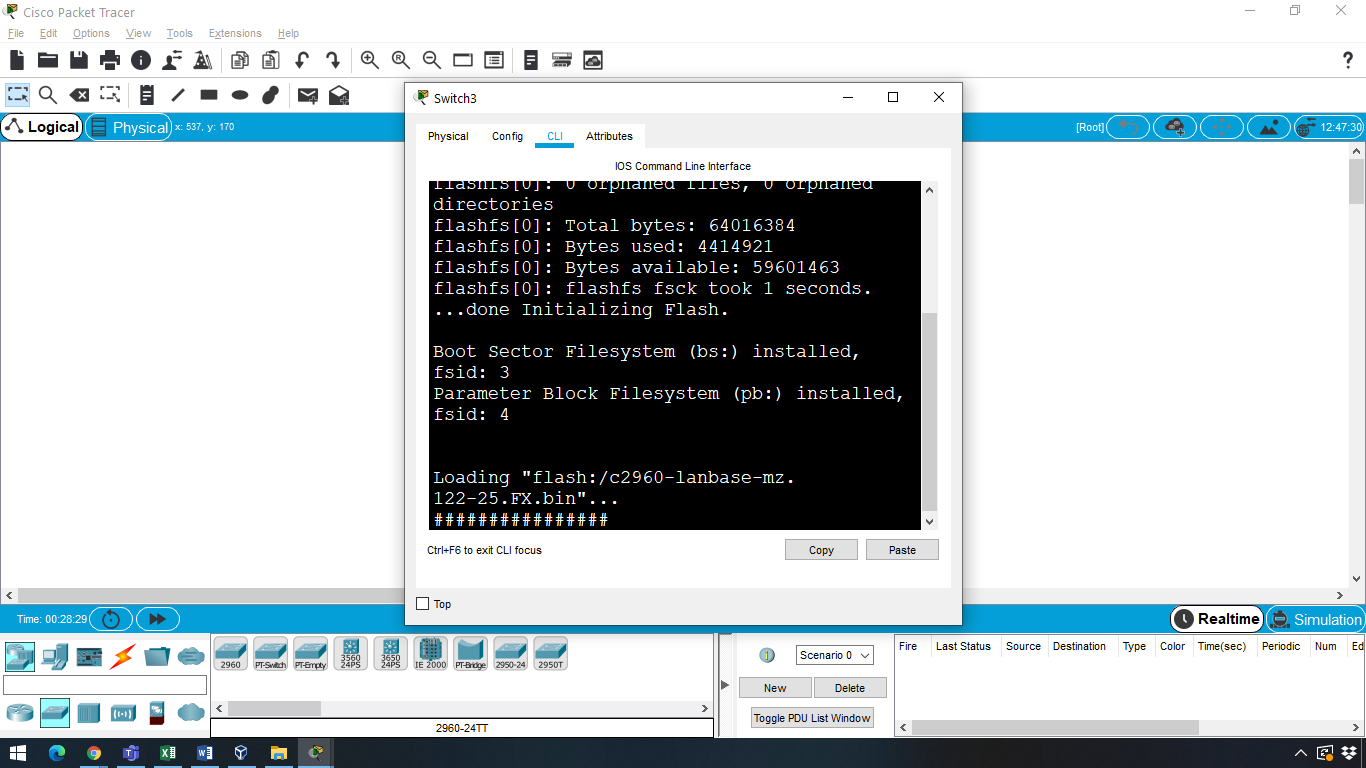 Cisco Packet Tracer
File Edit Options View Tools Extensions Help
?
Switch3
Logical Physical x: 537, y: 170
[Root] 12:47:30
Physical Config CLI Attributes
IOS Command Line Interface
flashfs[0]: 0 orphaned files, 0 orphaned
directories
flashfs[0]: Total bytes: 64016384
flashfs[0]: Bytes used: 4414921
flashfs[0]: Bytes available: 59601463
flashfs[0]: flashfs fsck took 1 seconds.
...done Initializing Flash.
Boot Sector Filesystem (bs:) installed,
fsid: 3
Parameter Block Filesystem (pb:) installed,
fsid: 4
Loading "flash:/c2960-lanbase-mz.
122-25.FX.bin"...
################
Ctrl+F6 to exit CLI focus
Copy Paste
Top
Time: 00:28:29
Realtime Simulation
2960 PT-Switch PT-Empty 3560 24PS 3650 24PS IE 2000 PT-Bridge 2950-24 2950T
2960-24TT
Scenario 0
New Delete
Toggle PDU List Window
Fire Last Status Source Destination Type Color Time(sec) Periodic Num Ed